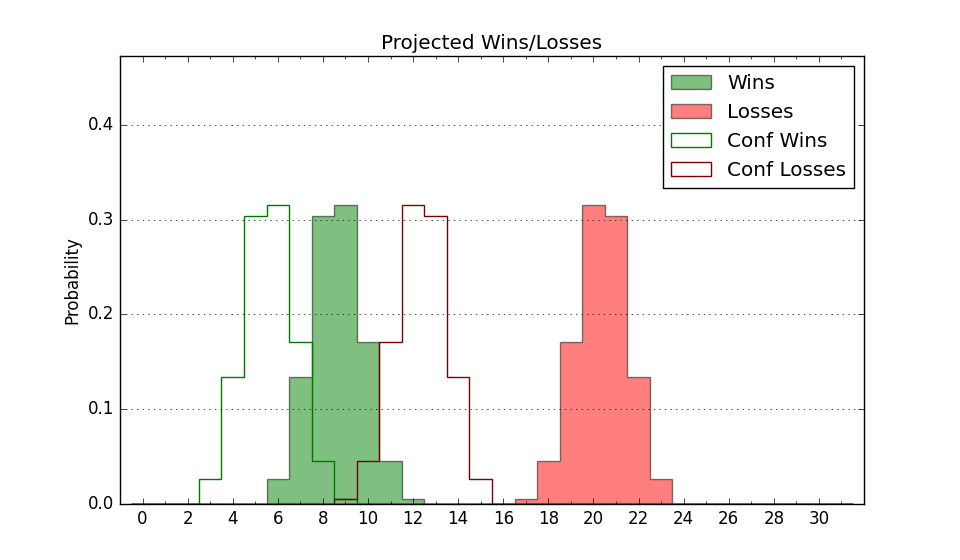 Projected Wins/Losses
Wins
Losses
Conf Wins
Conf Losses
Probability
0.4
0.3
0.2
0.1
0.0
0 2 4 6 8 10 12 14 16 18 20 22 24 26 28 30